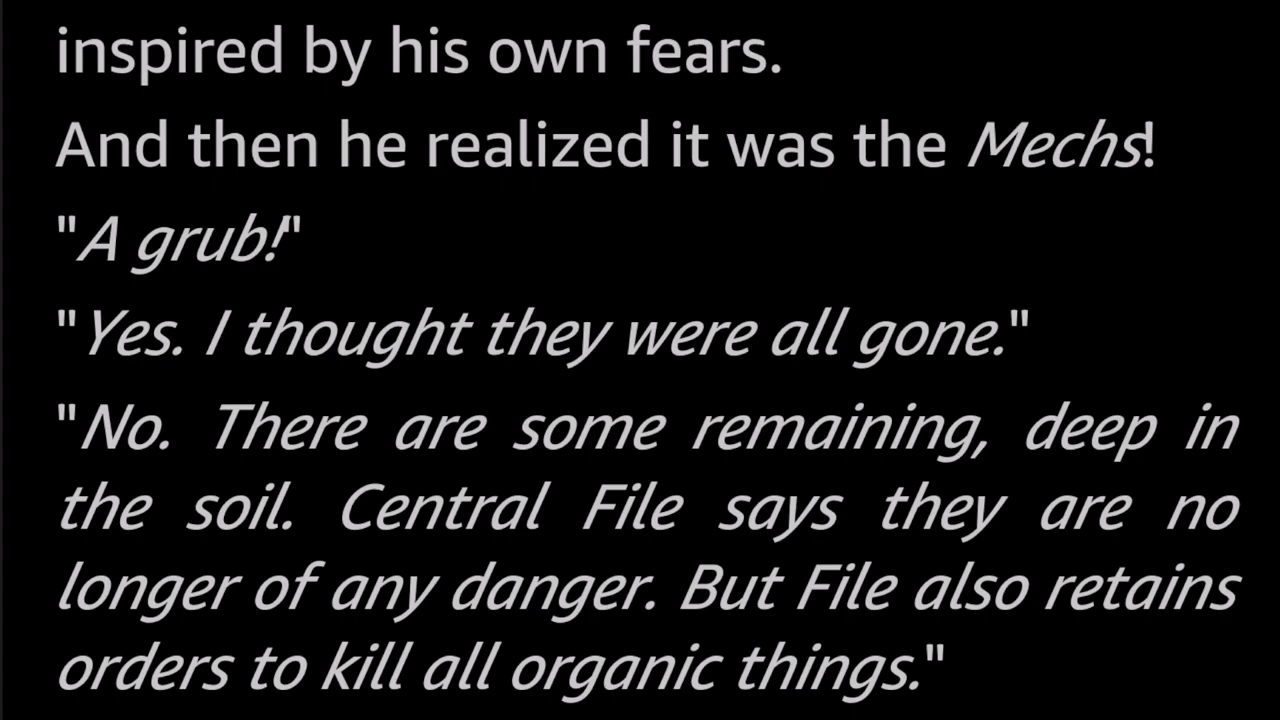 inspired by his own fears.
And then he realized it was the Mechs!
"A grub!"
"Yes. I thought they were all gone."
"No. There are some remaining, deep in
the soil. Central File says they are no
longer of any danger. But File also retains
orders to kill all organic things."